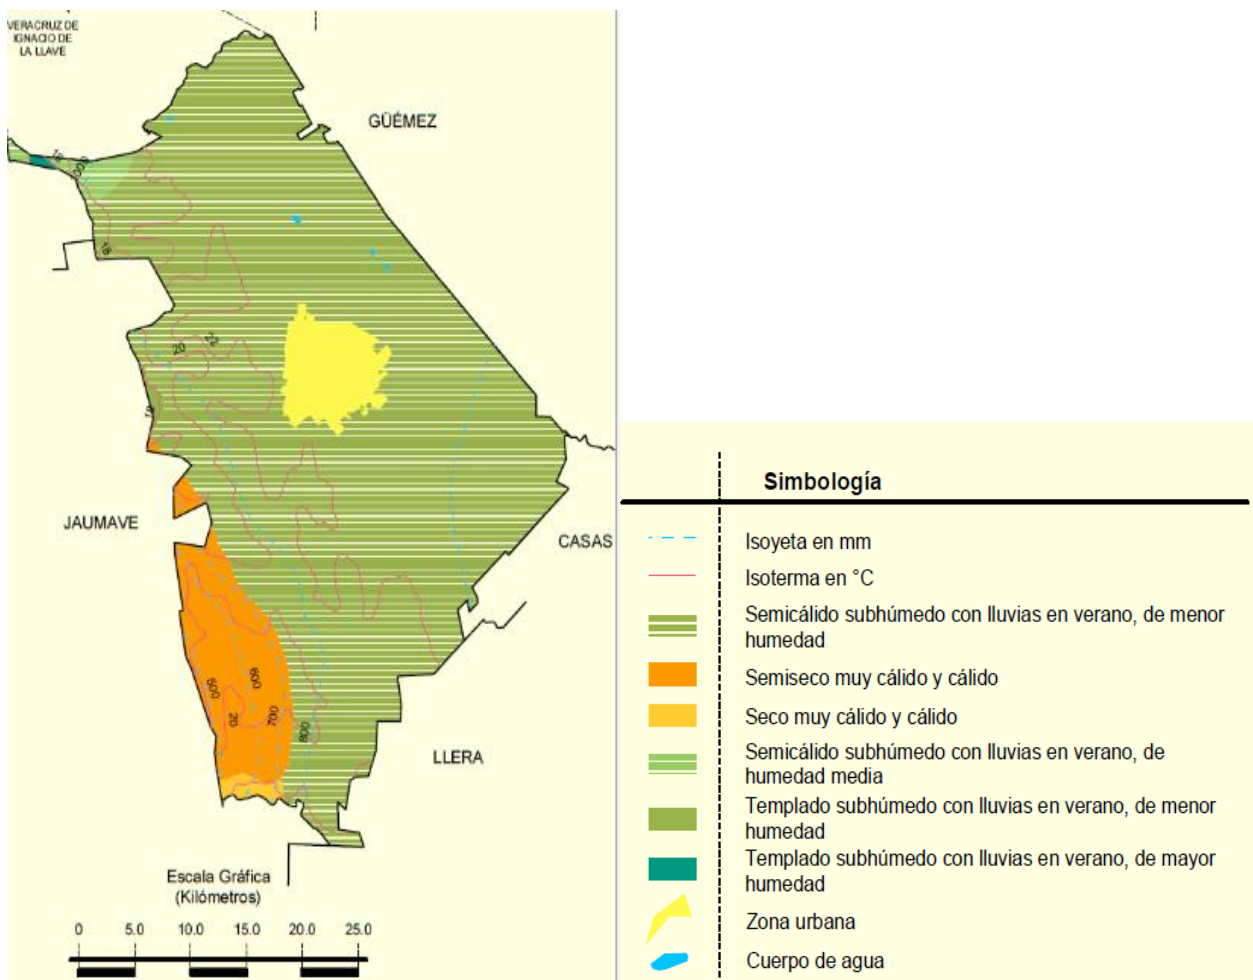 VERACRUZ DE
IGNACIO DE
LA LLAVE
GÜÉMEZ
18
18
20
22
18
JAUMAVE
CASAS
500
600
20
700
800
LLERA
Escala Gráfica
(Kilómetros)
0 5.0 10.0 15.0 20.0 25.0
Simbología
Isoyeta en mm
Isoterma en °C
Semicálido subhúmedo con lluvias en verano, de menor
humedad
Semiseco muy cálido y cálido
Seco muy cálido y cálido
Semicálido subhúmedo con lluvias en verano, de
humedad media
Templado subhúmedo con lluvias en verano, de menor
humedad
Templado subhúmedo con lluvias en verano, de mayor
humedad
Zona urbana
Cuerpo de agua